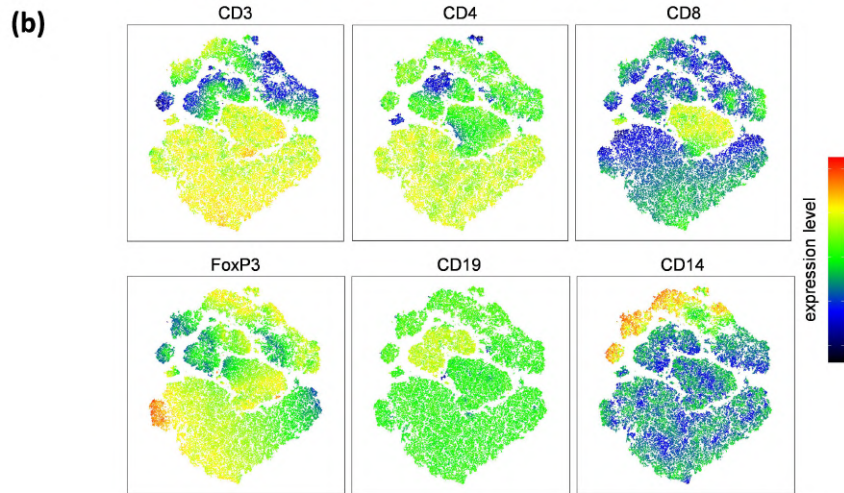 (b)
CD3
CD4
CD8
FoxP3
CD19
CD14
expression level